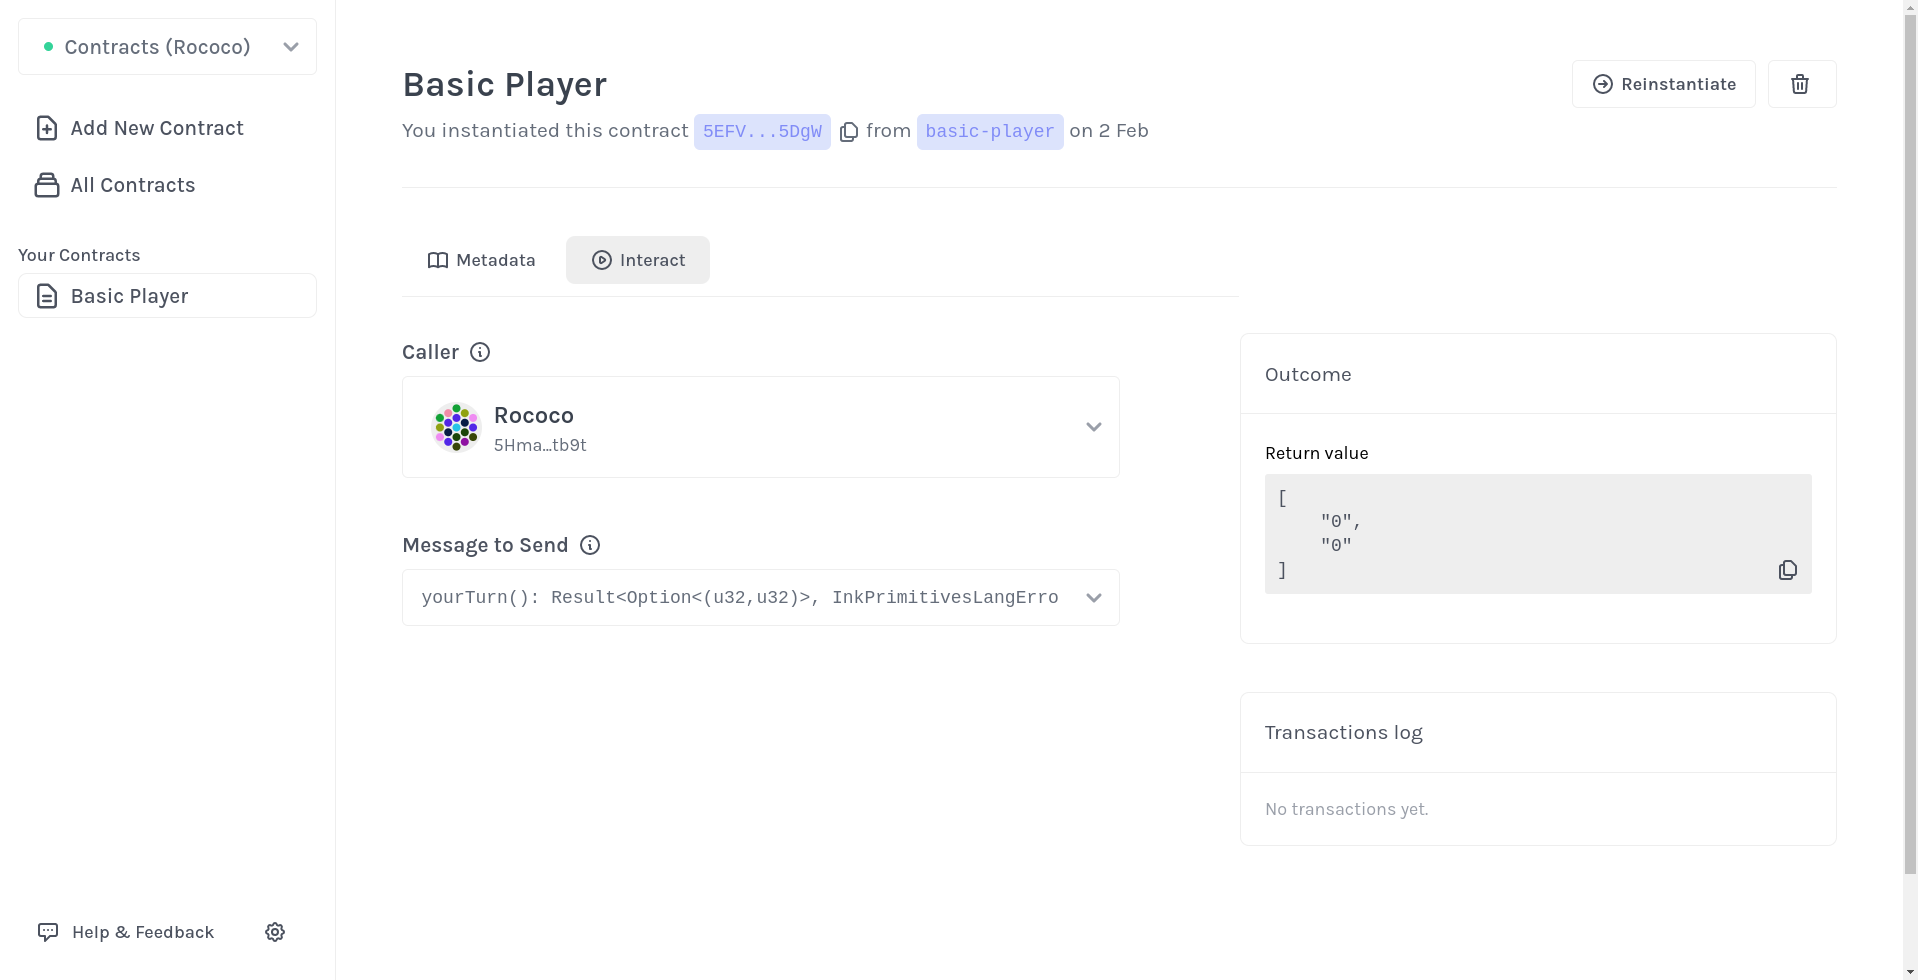 Contracts (Rococo)
Add New Contract
All Contracts
Your Contracts
Basic Player
Help & Feedback
Basic Player
Reinstantiate
You instantiated this contract 5EFV...5DgW from basic-player on 2 Feb
Metadata
Interact
Caller
Rococo
5Hma...tb9t
Message to Send
yourTurn(): Result<Option<(u32,u32)>, InkPrimitivesLangErro
Outcome
Return value
[
"0",
"0"
]
Transactions log
No transactions yet.